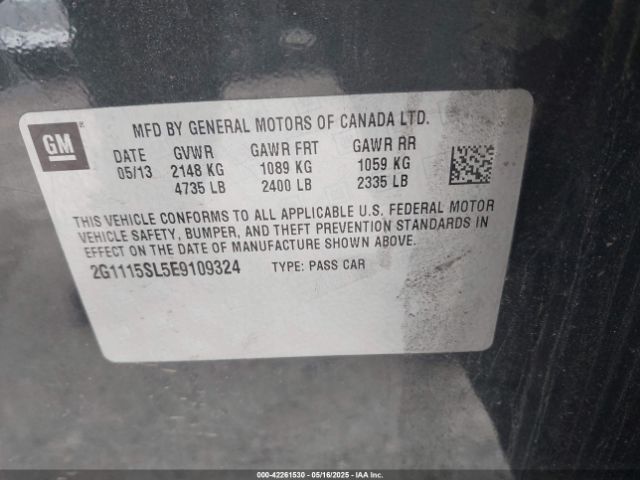 GM ®
MFD BY GENERAL MOTORS OF CANADA LTD.
DATE GVWR GAWR FRT GAWR RR
05/13 2148 KG 1089 KG 1059 KG
4735 LB 2400 LB 2335 LB
THIS VEHICLE CONFORMS TO ALL APPLICABLE U.S. FEDERAL MOTOR
VEHICLE SAFETY, BUMPER, AND THEFT PREVENTION STANDARDS IN
EFFECT ON THE DATE OF MANUFACTURE SHOWN ABOVE.
2G1115SL5E9109324 TYPE: PASS CAR
000-42261530 - 05/16/2025 - IAA Inc.